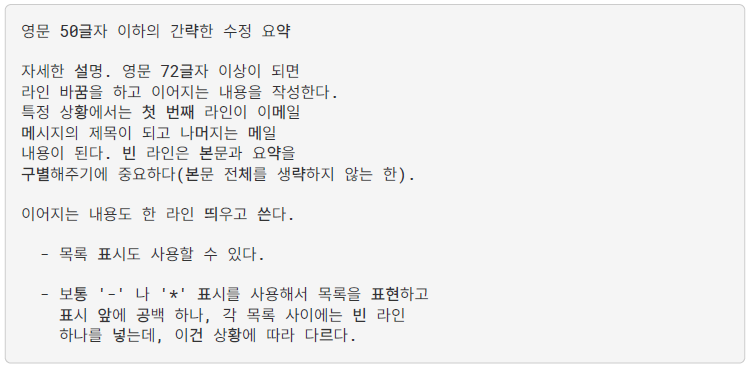 영문 50글자 이하의 간략한 수정 요약
자세한 설명. 영문 72글자 이상이 되면
라인 바꿈을 하고 이어지는 내용을 작성한다.
특정 상황에서는 첫 번째 라인이 이메일
메시지의 제목이 되고 나머지는 메일
내용이 된다. 빈 라인은 본문과 요약을
구별해주기에 중요하다(본문 전체를 생략하지 않는 한).
이어지는 내용도 한 라인 띄우고 쓴다.
- 목록 표시도 사용할 수 있다.
- 보통 '-' 나 '*' 표시를 사용해서 목록을 표현하고
표시 앞에 공백 하나, 각 목록 사이에는 빈 라인
하나를 넣는데, 이건 상황에 따라 다르다.